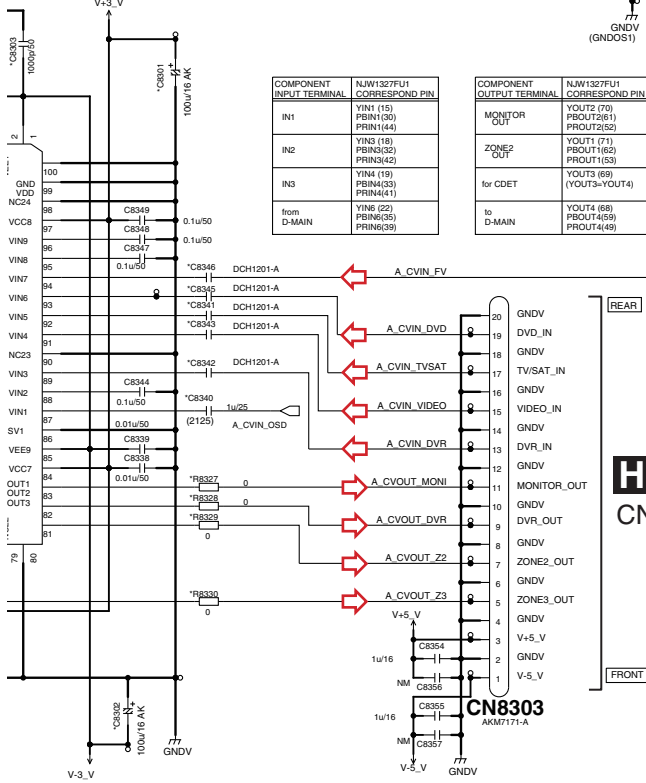 V+3_V
*C8303
1000p/50
*C8301
100u/16 AK
GNDV
(GNDOS1)
COMPONENT INPUT TERMINAL
NJW1327FU1 CORRESPOND PIN
IN1
YIN1 (15)
PBIN1(30)
PRIN1(44)
IN2
YIN3 (18)
PBIN3(32)
PRIN3(42)
IN3
YIN4 (19)
PBIN4(33)
PRIN4(41)
from D-MAIN
YIN6 (22)
PBIN6(35)
PRIN6(39)
COMPONENT OUTPUT TERMINAL
NJW1327FU1 CORRESPOND PIN
MONITOR OUT
YOUT2 (70)
PBOUT2(61)
PROUT2(52)
ZONE2 OUT
YOUT1 (71)
PBOUT1(62)
PROUT1(53)
for CDET
YOUT3 (69)
(YOUT3=YOUT4)
to D-MAIN
YOUT4 (68)
PBOUT4(59)
PROUT4(49)
2
1
100
GND
VDD
99
NC24
98
VCC8
97
VIN9
96
VIN8
95
VIN7
94
VIN6
93
VIN5
92
VIN4
91
NC23
90
VIN3
89
VIN2
88
VIN1
87
SV1
86
VEE9
85
VCC7
84
OUT1
OUT2
83
OUT3
82
81
79
80
C8349
0.1u/50
C8348
0.1u/50
C8347
0.1u/50
*C8346
DCH1201-A
*C8345
DCH1201-A
*C8341
DCH1201-A
*C8343
DCH1201-A
*C8342
DCH1201-A
C8344
0.1u/50
*C8340
(2125)
1u/25
A_CVIN_OSD
0.01u/50
C8339
C8338
0.01u/50
*R8327
0
*R8328
0
*R8329
0
*R8330
0
A_CVIN_FV
A_CVIN_DVD
A_CVIN_TVSAT
A_CVIN_VIDEO
A_CVIN_DVR
A_CVOUT_MONI
A_CVOUT_DVR
A_CVOUT_Z2
A_CVOUT_Z3
20 GNDV
19 DVD_IN
18 GNDV
17 TV/SAT_IN
16 GNDV
15 VIDEO_IN
14 GNDV
13 DVR_IN
12 GNDV
11 MONITOR_OUT
10 GNDV
9 DVR_OUT
8 GNDV
7 ZONE2_OUT
6 GNDV
5 ZONE3_OUT
4 GNDV
3 V+5_V
2 GNDV
1 V-5_V
REAR
H
CN
FRONT
V+5_V
C8354
1u/16
NM
C8356
CN8303
AKM7171-A
C8355
1u/16
NM
C8357
V-5_V
GNDV
*C8302
100u/16 AK
GNDV
V-3_V